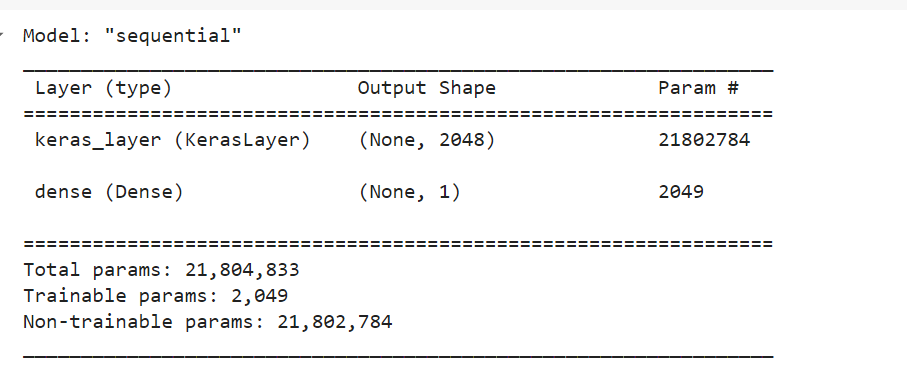 Model: "sequential"
_________________________________________________________________
Layer (type) Output Shape Param #
=================================================================
keras_layer (KerasLayer) (None, 2048) 21802784
dense (Dense) (None, 1) 2049
=================================================================
Total params: 21,804,833
Trainable params: 2,049
Non-trainable params: 21,802,784
_________________________________________________________________